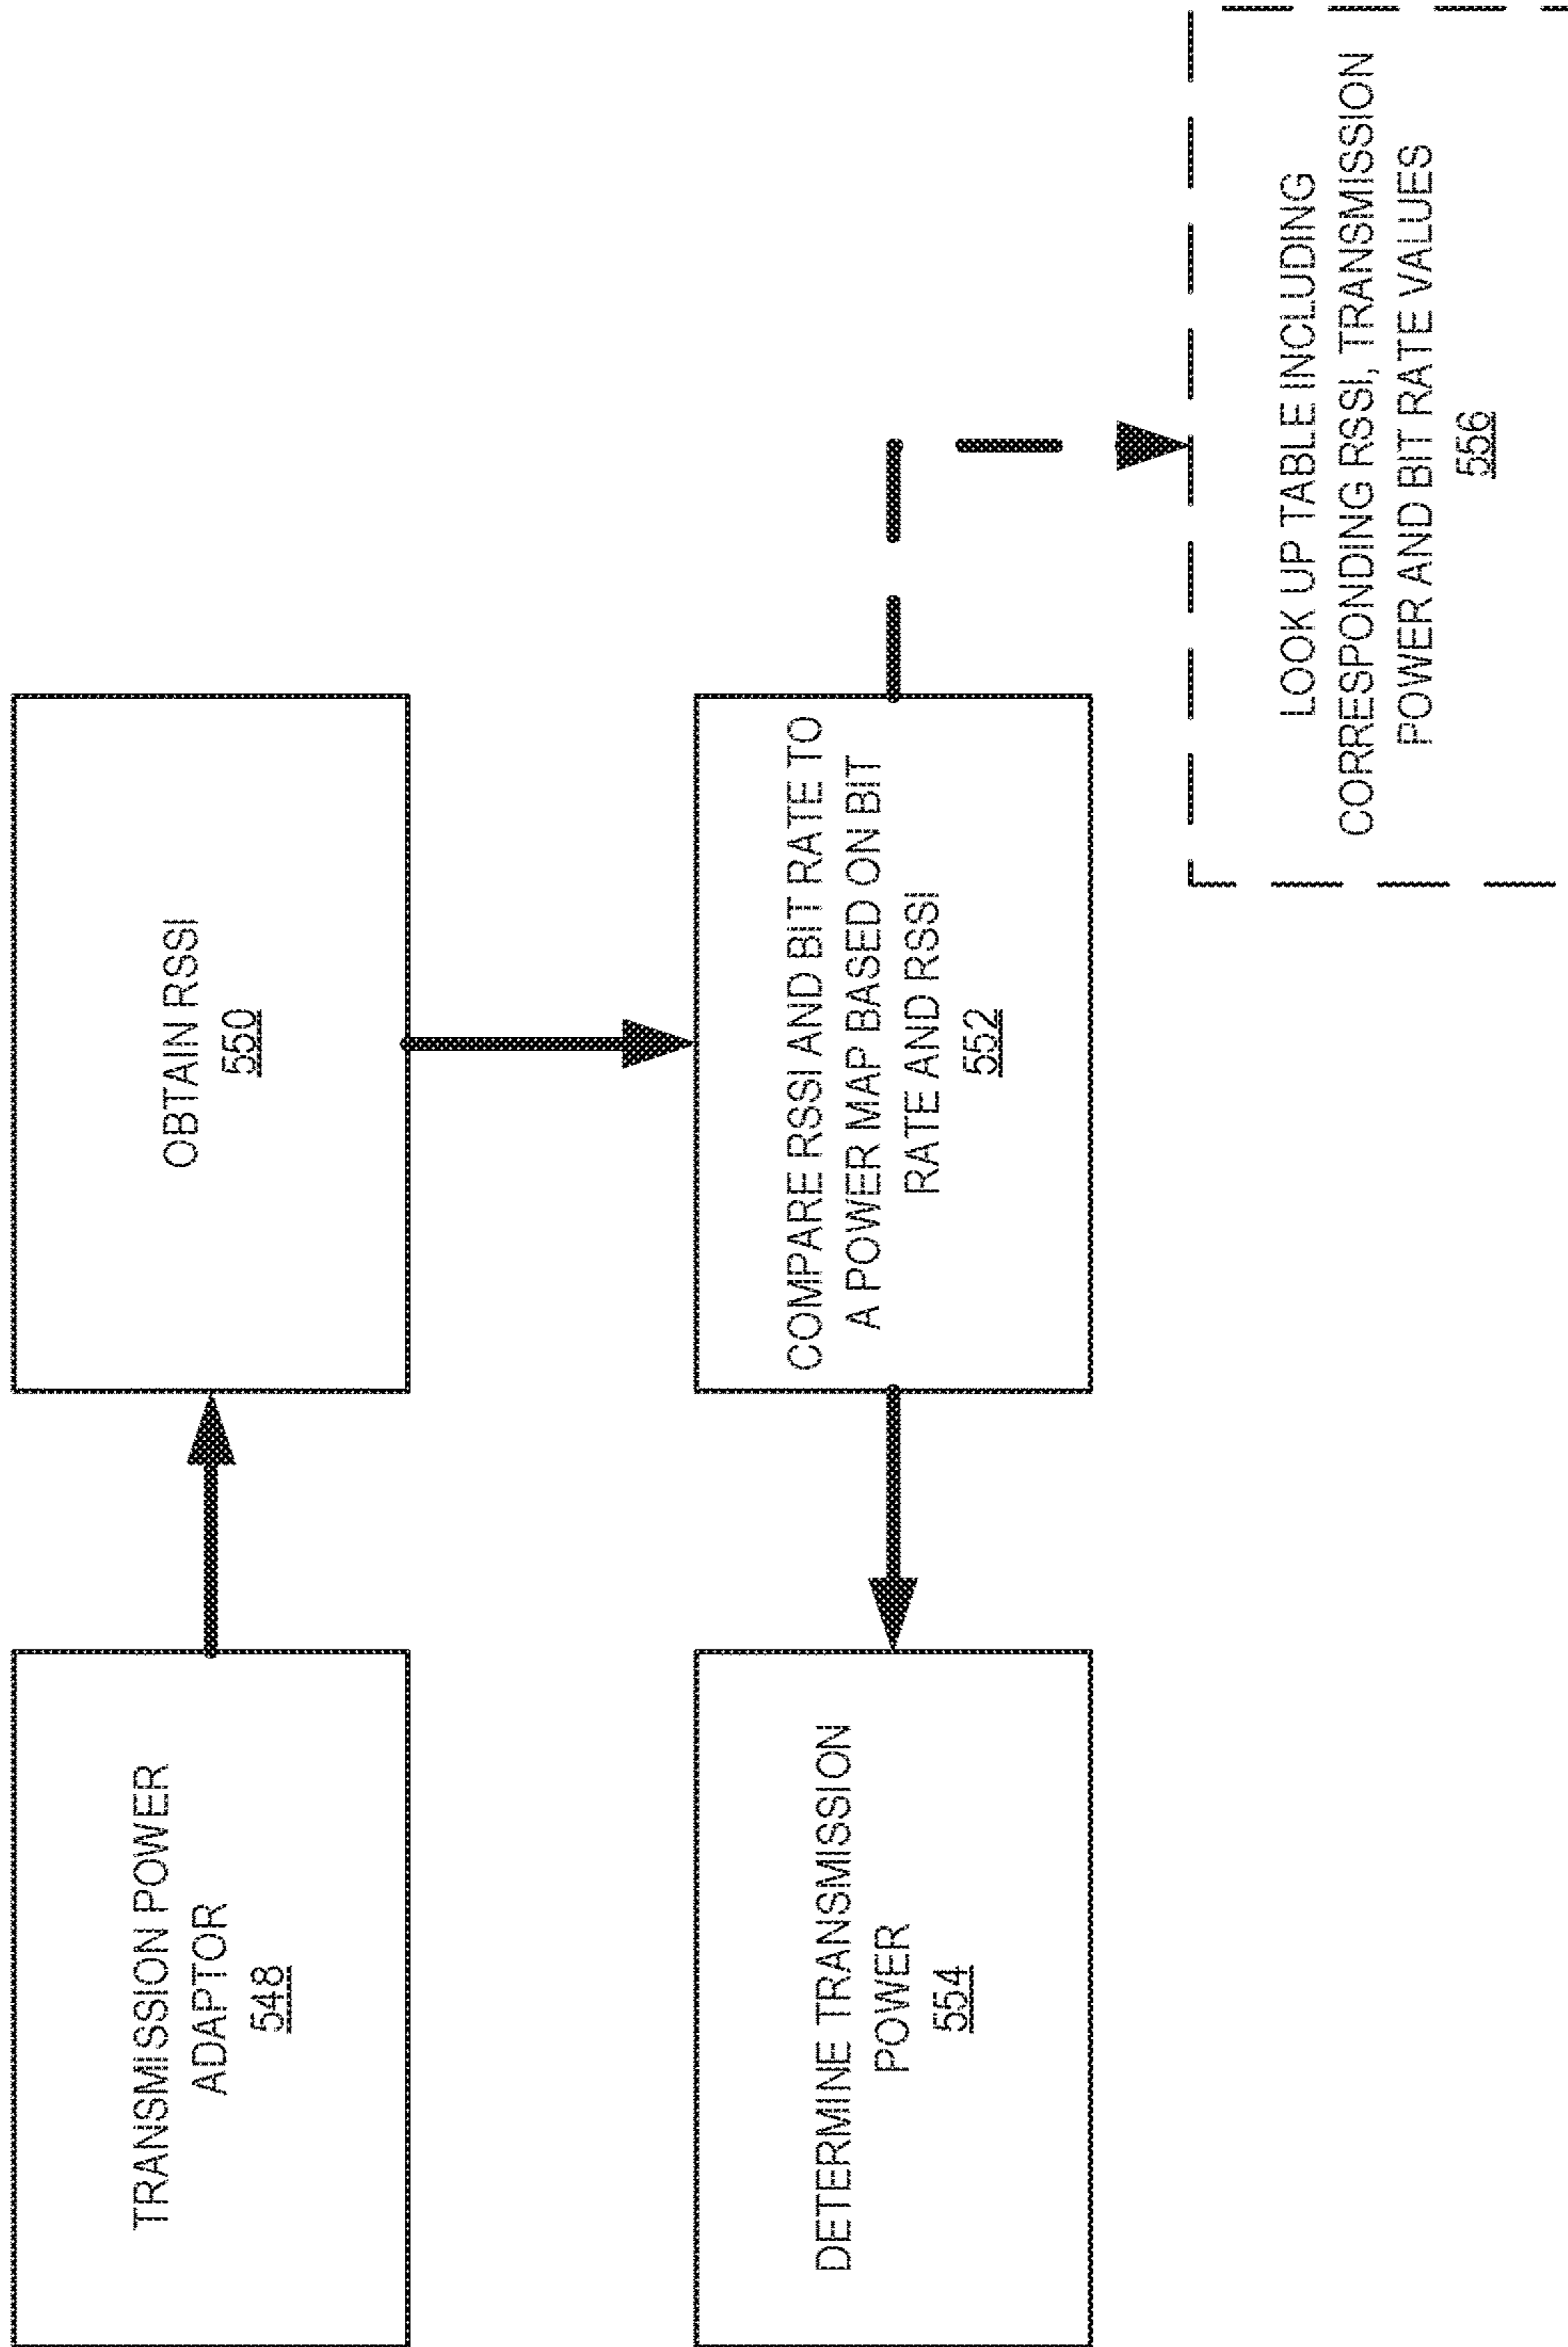 TRANSMISSION POWER
ADAPTOR
548
OBTAIN RSSI
550
COMPARE RSSI AND BIT RATE TO
A POWER MAP BASED ON BIT
RATE AND RSSI
552
DETERMINE TRANSMISSION
POWER
554
LOOK UP TABLE INCLUDING
CORRESPONDING RSSI, TRANSMISSION
POWER AND BIT RATE VALUES
556